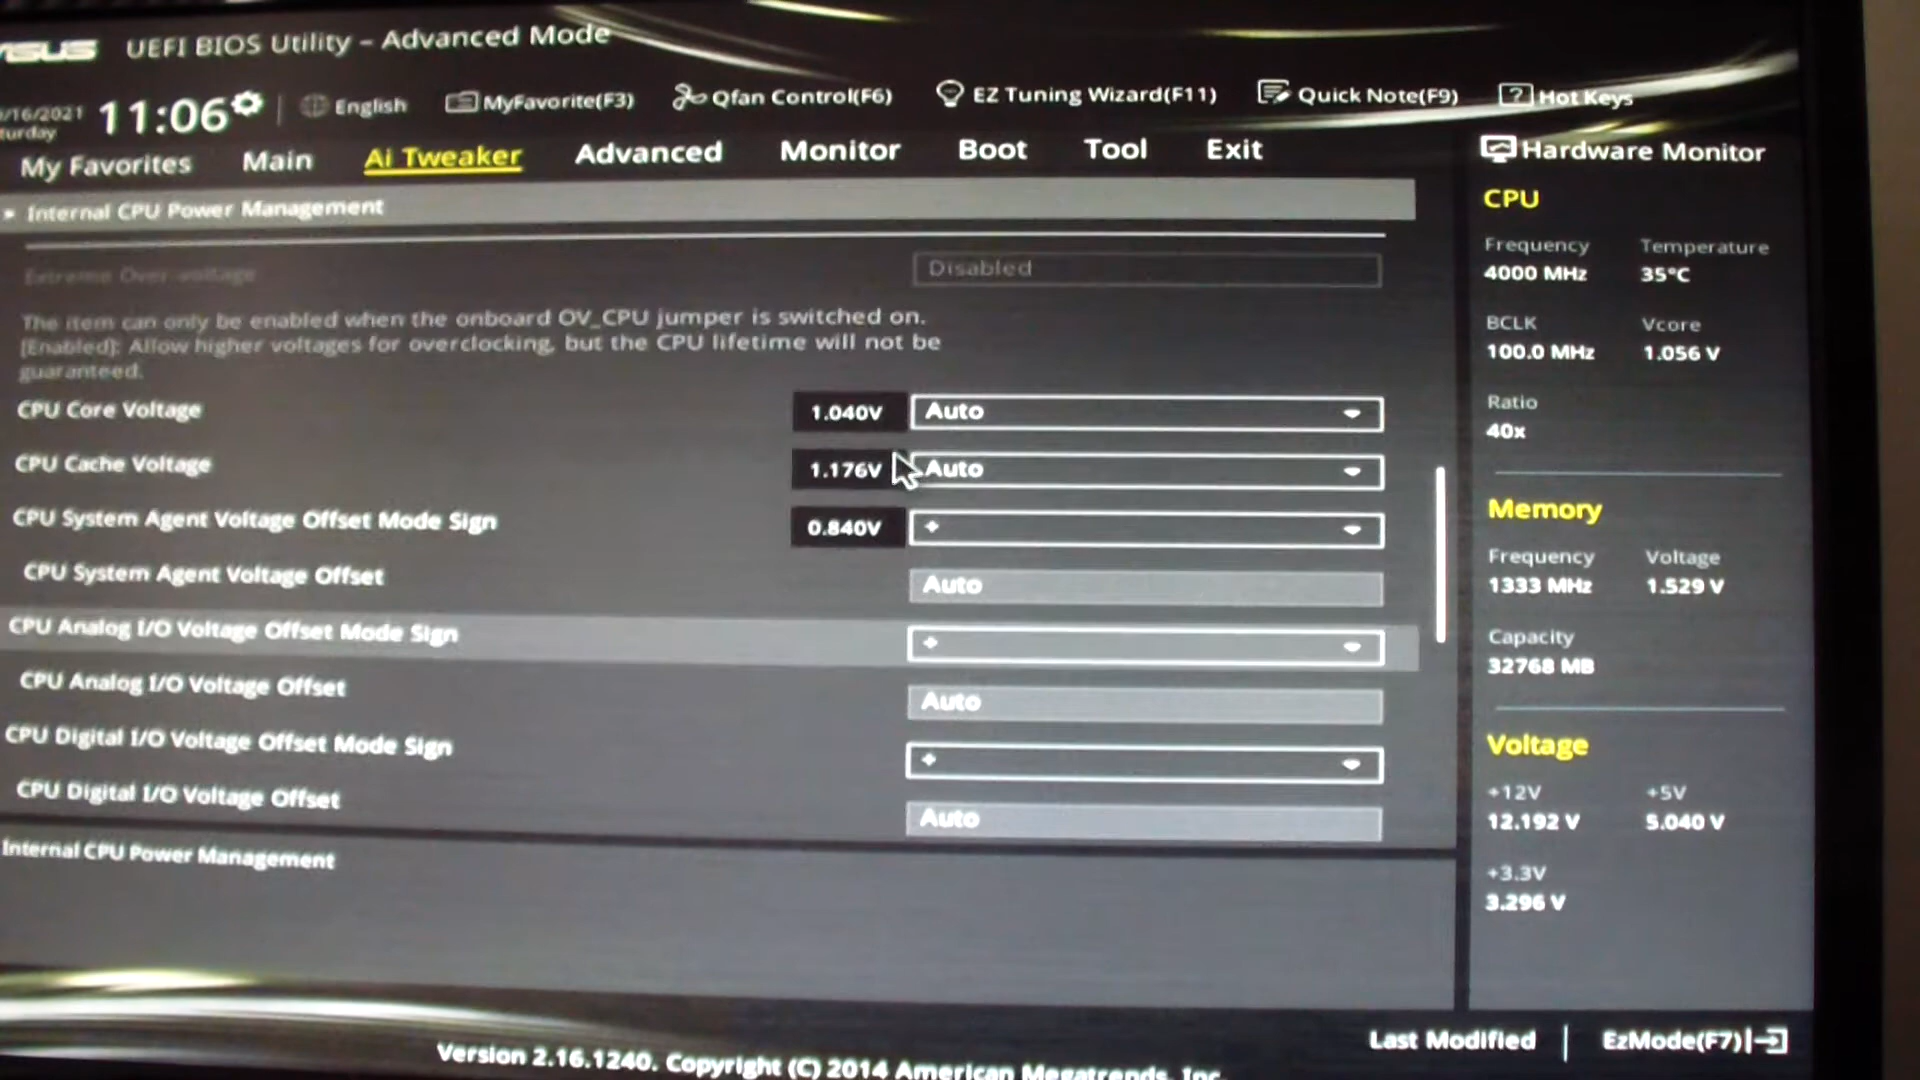 UEFI BIOS Utility – Advanced Mode
/16/2021
turday
11:06
English
MyFavorite(F3)
Qfan Control(F6)
EZ Tuning Wizard(F11)
Quick Note(F9)
Hot Keys
My Favorites
Main
Ai Tweaker
Advanced
Monitor
Boot
Tool
Exit
Internal CPU Power Management
Extreme Over-voltage
Disabled
The item can only be enabled when the onboard OV_CPU jumper is switched on.
[Enabled]: Allow higher voltages for overclocking, but the CPU lifetime will not be
guaranteed.
CPU Core Voltage 1.040V Auto
CPU Cache Voltage 1.176V Auto
CPU System Agent Voltage Offset Mode Sign 0.840V +
CPU System Agent Voltage Offset Auto
CPU Analog I/O Voltage Offset Mode Sign +
CPU Analog I/O Voltage Offset Auto
CPU Digital I/O Voltage Offset Mode Sign +
CPU Digital I/O Voltage Offset Auto
Internal CPU Power Management
Hardware Monitor
CPU
Frequency Temperature
4000 MHz 35°C
BCLK Vcore
100.0 MHz 1.056 V
Ratio
40x
Memory
Frequency Voltage
1333 MHz 1.529 V
Capacity
32768 MB
Voltage
+12V +5V
12.192 V 5.040 V
+3.3V
3.296 V
Last Modified
EzMode(F7)
Version 2.16.1240. Copyright (C) 2014 American Megatrends, Inc.